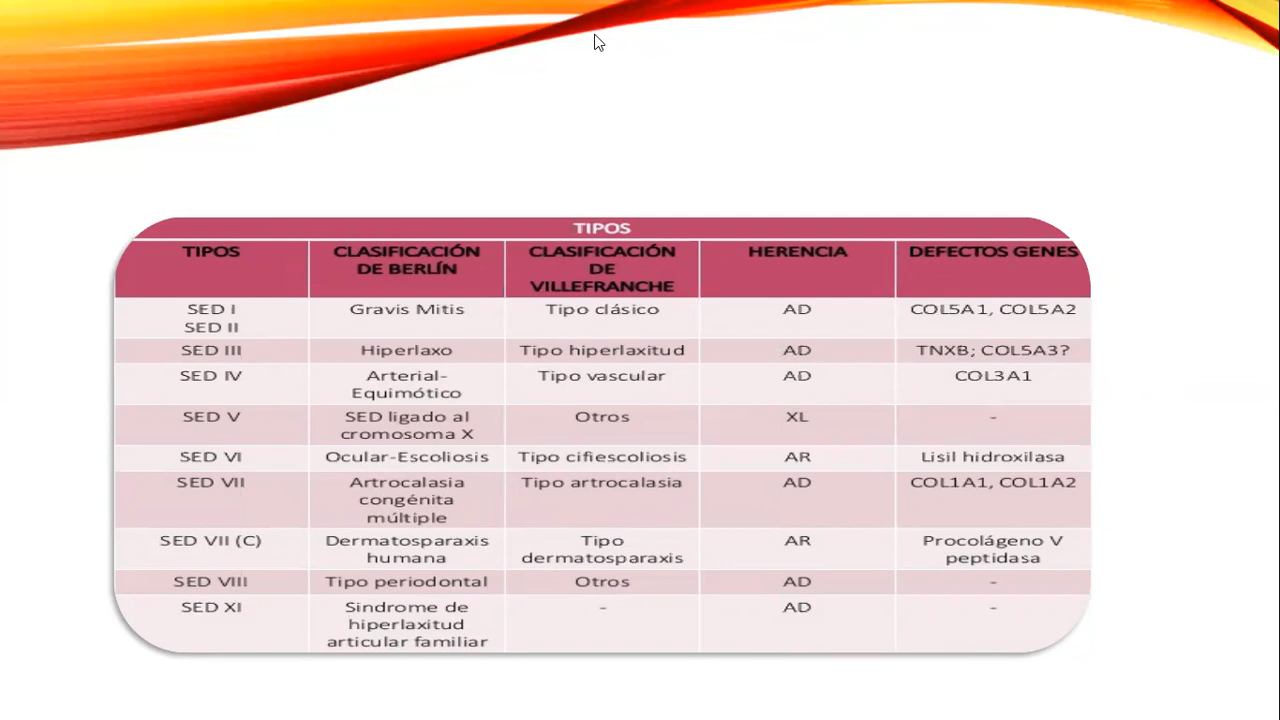 TIPOS
TIPOS CLASIFICACIÓN DE BERLÍN CLASIFICACIÓN DE VILLEFRANCHE HERENCIA DEFECTOS GENES
SED I SED II Gravis Mitis Tipo clásico AD COL5A1, COL5A2
SED III Hiperlaxo Tipo hiperlaxitud AD TNXB; COL5A3?
SED IV Arterial-Equimótico Tipo vascular AD COL3A1
SED V SED ligado al cromosoma X Otros XL -
SED VI Ocular-Escoliosis Tipo cifiescoliosis AR Lisil hidroxilasa
SED VII Artrocalasia congénita múltiple Tipo artrocalasia AD COL1A1, COL1A2
SED VII (C) Dermatosparaxis humana Tipo dermatosparaxis AR Procolágeno V peptidasa
SED VIII Tipo periodontal Otros AD -
SED XI Sindrome de hiperlaxitud articular familiar - AD -